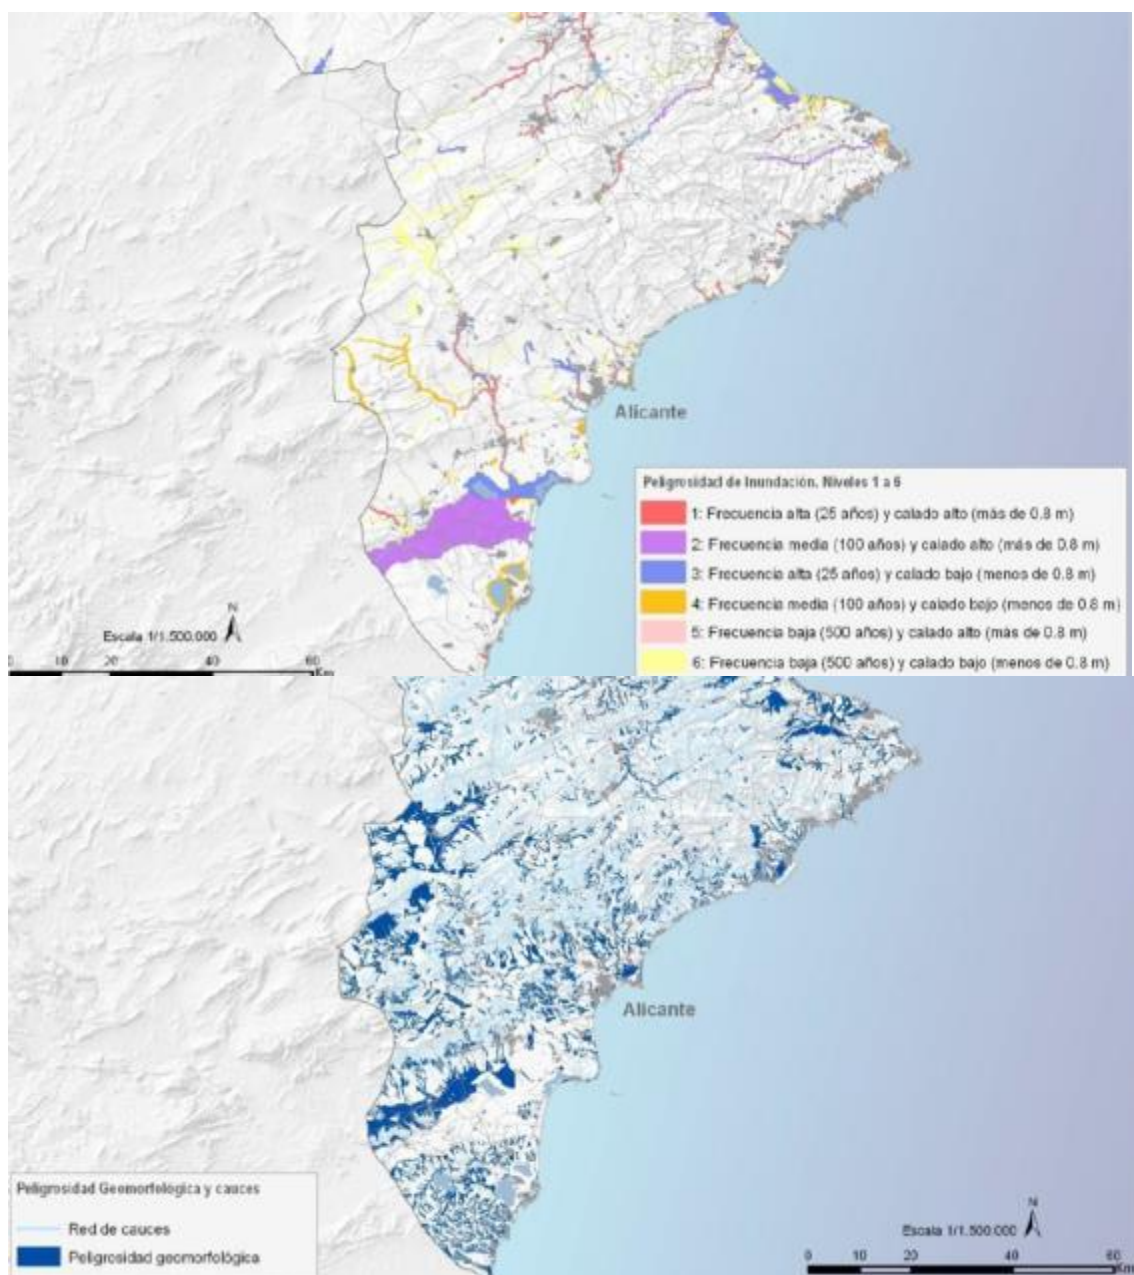 Alicante
Peligrosidad de Inundación. Niveles 1 a 6
1: Frecuencia alta (25 años) y calado alto (más de 0.8 m)
2: Frecuencia media (100 años) y calado alto (más de 0.8 m)
3: Frecuencia alta (25 años) y calado bajo (menos de 0.8 m)
4: Frecuencia media (100 años) y calado bajo (menos de 0.8 m)
5: Frecuencia baja (500 años) y calado alto (más de 0.8 m)
6: Frecuencia baja (500 años) y calado bajo (menos de 0.8 m)
N
Escala 1/1.500.000
0 10 20 40 60
Km
Alicante
Peligrosidad Geomorfológica y cauces
Red de cauces
Peligrosidad geomorfológica
N
Escala 1/1.500.000
0 10 20 40 60
Km